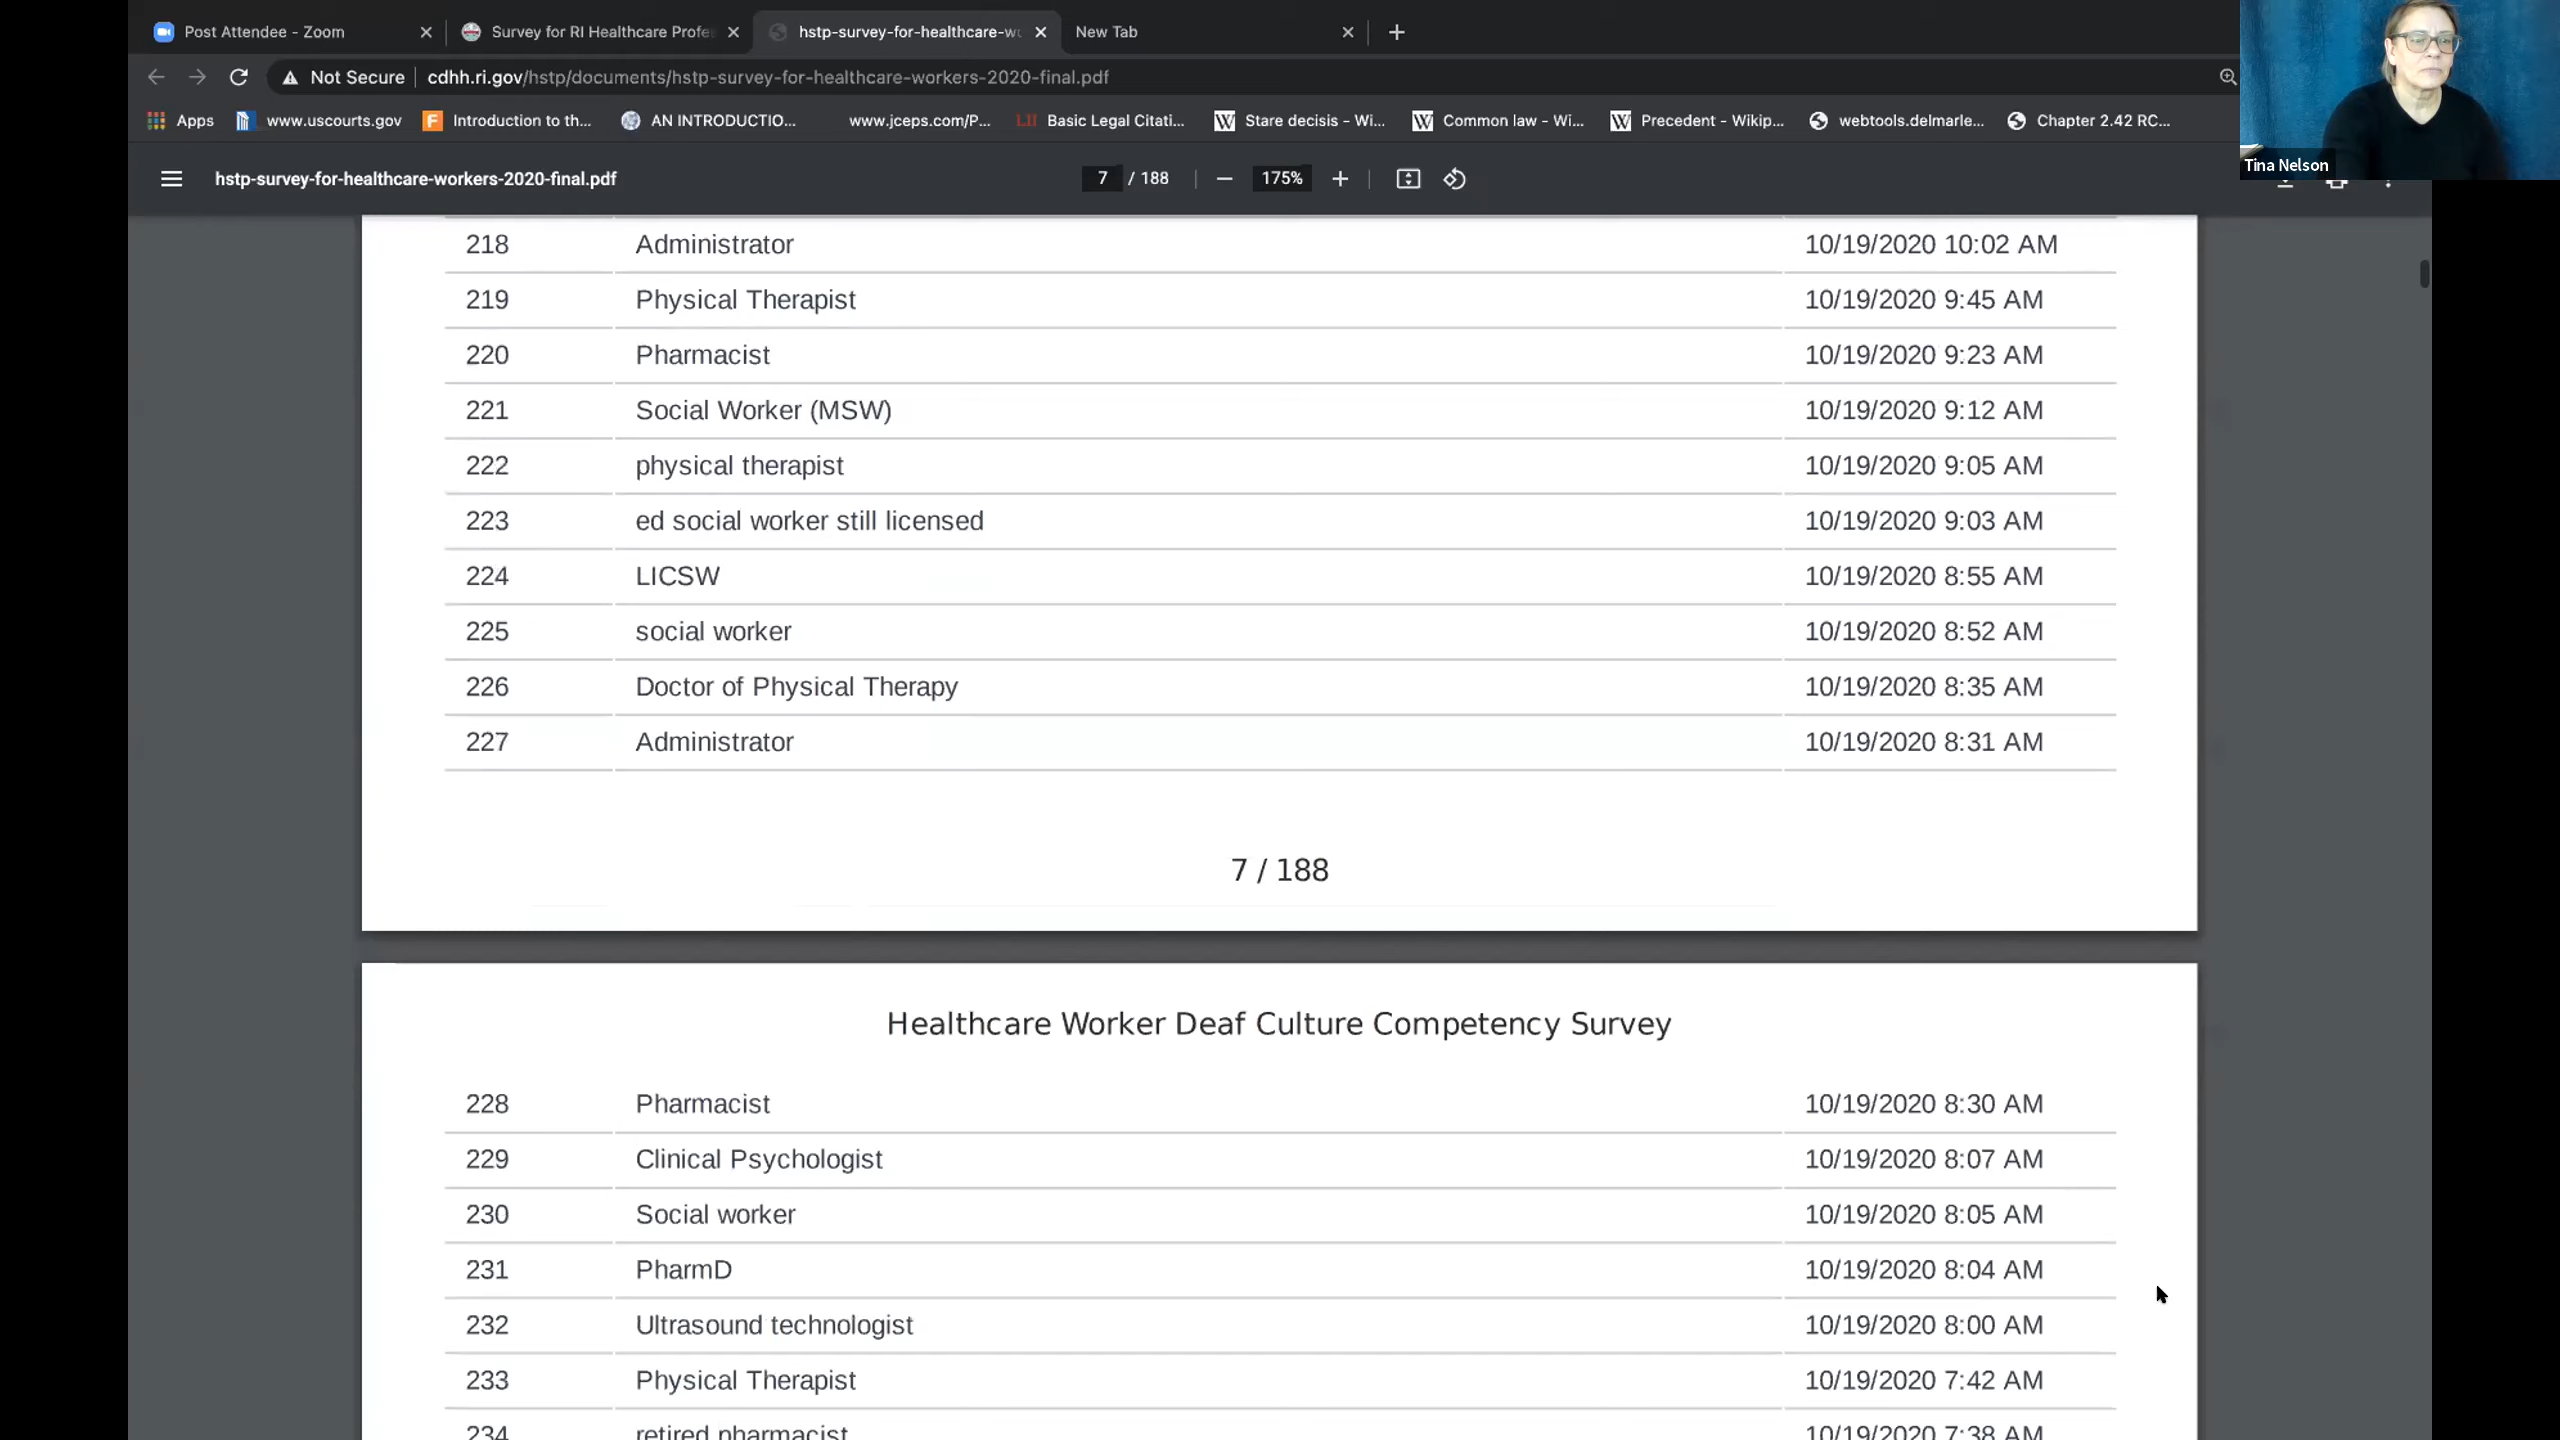 Post Attendee - Zoom
Survey for RI Healthcare Profe
hstp-survey-for-healthcare-wo
New Tab
Not Secure cdhh.ri.gov/hstp/documents/hstp-survey-for-healthcare-workers-2020-final.pdf
Apps www.uscourts.gov Introduction to th... AN INTRODUCTIO... www.jceps.com/P... LII Basic Legal Citati... W Stare decisis - Wi... W Common law - Wi... W Precedent - Wikip... webtools.delmarle... Chapter 2.42 RC...
Tina Nelson
hstp-survey-for-healthcare-workers-2020-final.pdf 7 / 188 175%
218 Administrator 10/19/2020 10:02 AM
219 Physical Therapist 10/19/2020 9:45 AM
220 Pharmacist 10/19/2020 9:23 AM
221 Social Worker (MSW) 10/19/2020 9:12 AM
222 physical therapist 10/19/2020 9:05 AM
223 ed social worker still licensed 10/19/2020 9:03 AM
224 LICSW 10/19/2020 8:55 AM
225 social worker 10/19/2020 8:52 AM
226 Doctor of Physical Therapy 10/19/2020 8:35 AM
227 Administrator 10/19/2020 8:31 AM
7 / 188
Healthcare Worker Deaf Culture Competency Survey
228 Pharmacist 10/19/2020 8:30 AM
229 Clinical Psychologist 10/19/2020 8:07 AM
230 Social worker 10/19/2020 8:05 AM
231 PharmD 10/19/2020 8:04 AM
232 Ultrasound technologist 10/19/2020 8:00 AM
233 Physical Therapist 10/19/2020 7:42 AM
234 retired pharmacist 10/19/2020 7:38 AM